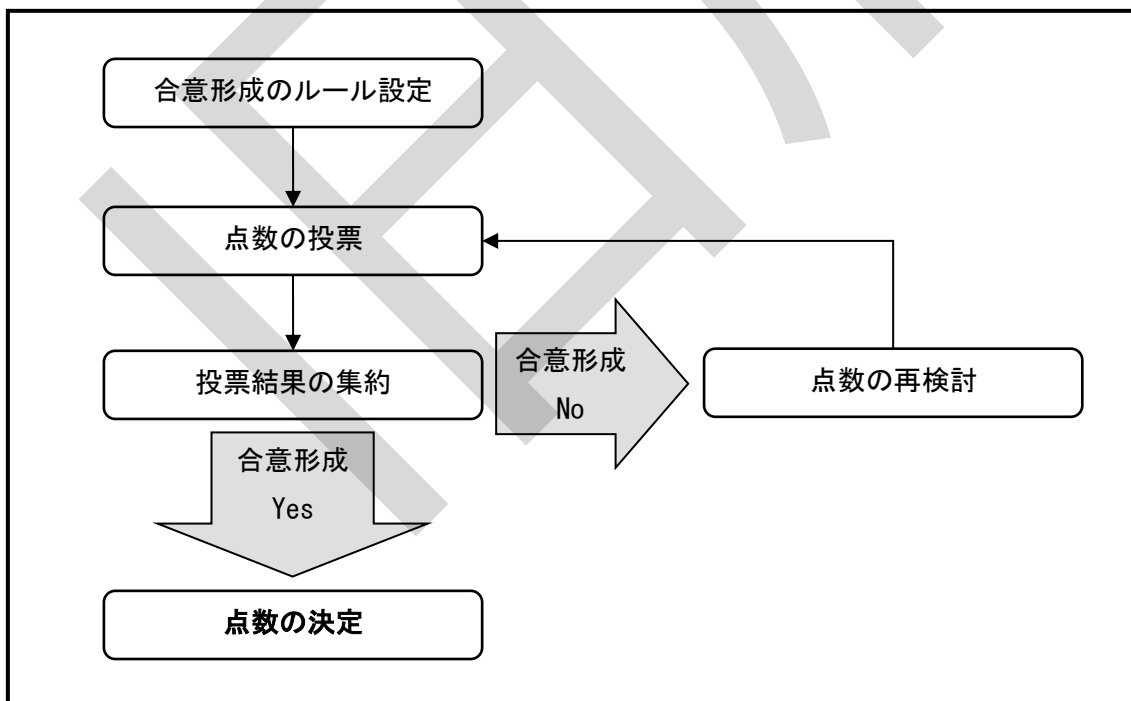 合意形成のルール設定
点数の投票
投票結果の集約
合意形成
No
点数の再検討
合意形成
Yes
点数の決定